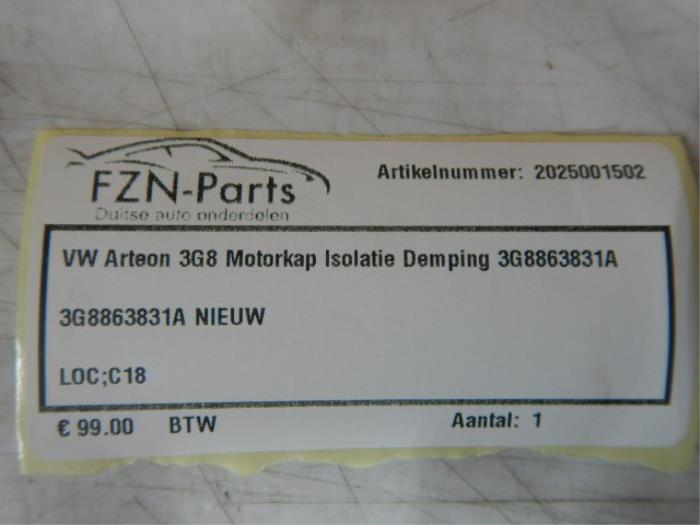 FZN-Parts
Duitse auto onderdelen
Artikelnummer: 2025001502
VW Arteon 3G8 Motorkap Isolatie Demping 3G8863831A
3G8863831A NIEUW
LOC;C18
€ 99.00 BTW Aantal: 1